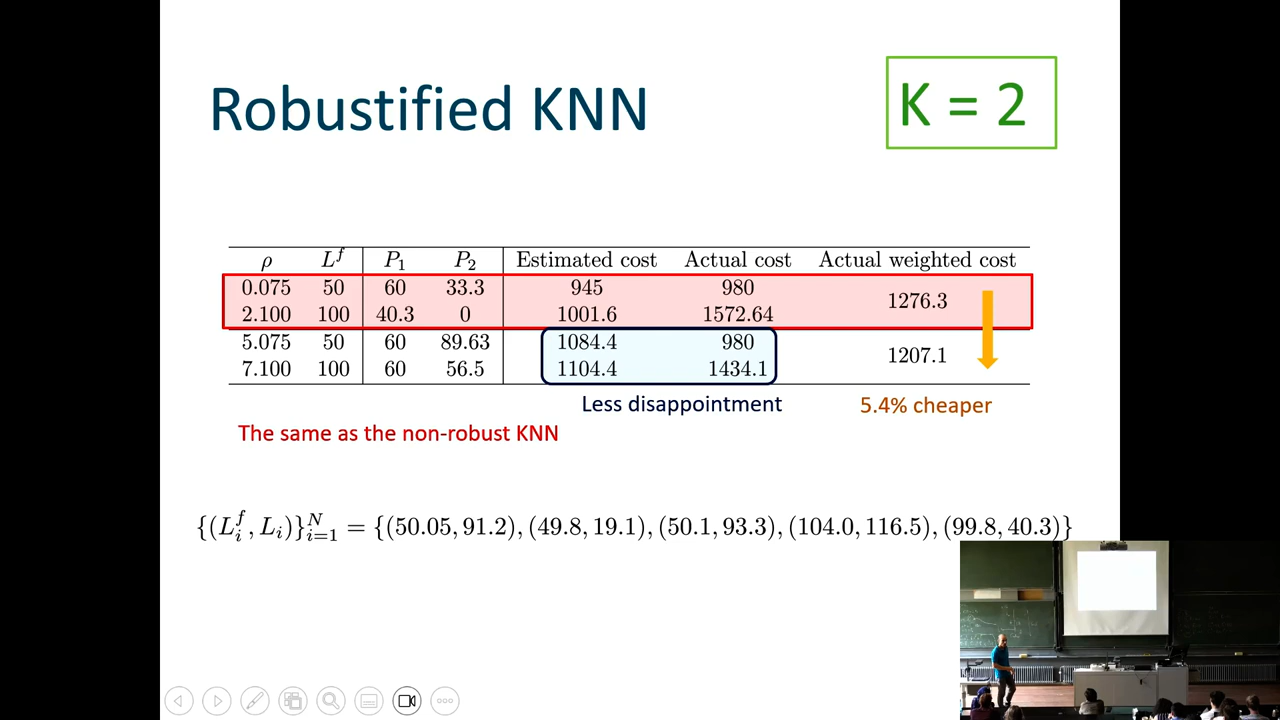 Robustified KNN
K = 2
ρ L^f P₁ P₂ Estimated cost Actual cost Actual weighted cost
0.075 50 60 33.3 945 980 1276.3
2.100 100 40.3 0 1001.6 1572.64
5.075 50 60 89.63 1084.4 980 1207.1
7.100 100 60 56.5 1104.4 1434.1
Less disappointment
5.4% cheaper
The same as the non-robust KNN
{(L_i^f, L_i)}_{i=1}^N = {(50.05, 91.2), (49.8, 19.1), (50.1, 93.3), (104.0, 116.5), (99.8, 40.3)}